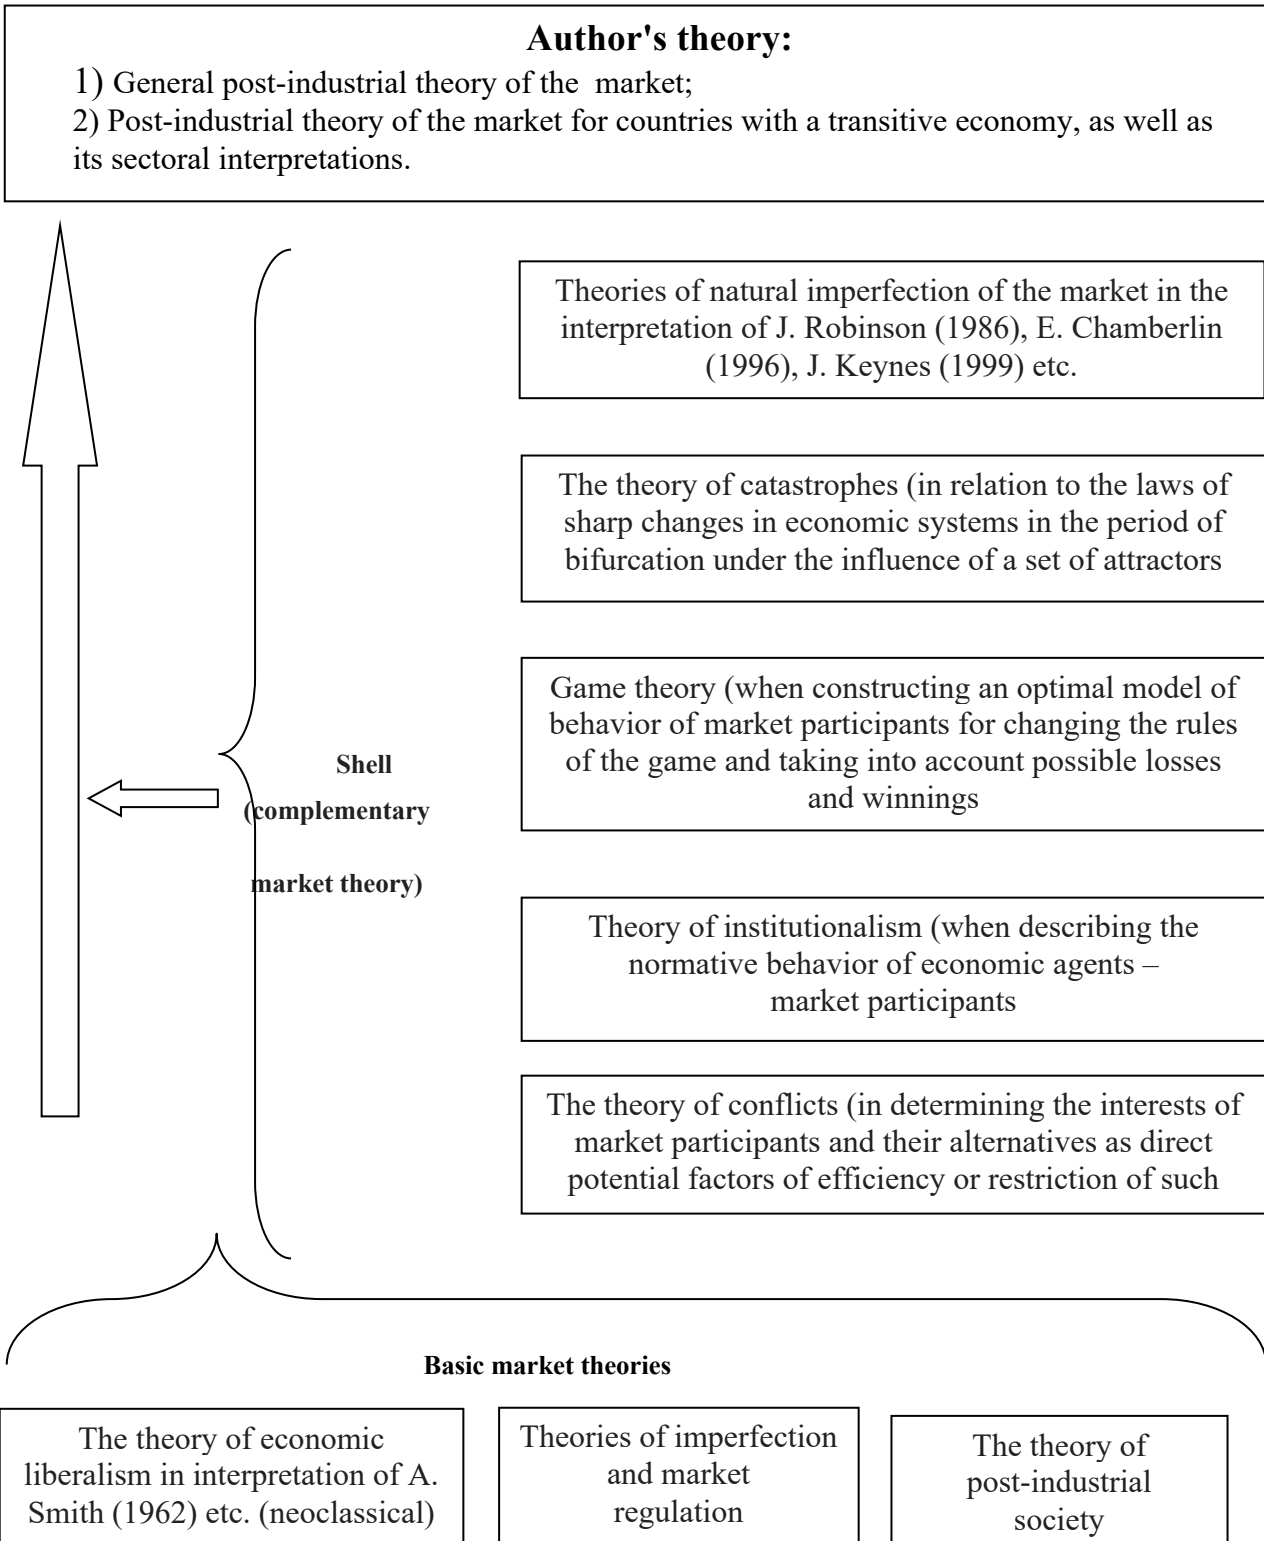 Author's theory:
1) General post-industrial theory of the market;
2) Post-industrial theory of the market for countries with a transitive economy, as well as
its sectoral interpretations.
Theories of natural imperfection of the market in the
interpretation of J. Robinson (1986), E. Chamberlin
(1996), J. Keynes (1999) etc.
The theory of catastrophes (in relation to the laws of
sharp changes in economic systems in the period of
bifurcation under the influence of a set of attractors
Game theory (when constructing an optimal model of
behavior of market participants for changing the rules
of the game and taking into account possible losses
and winnings
Shell
(complementary
market theory)
Theory of institutionalism (when describing the
normative behavior of economic agents –
market participants
The theory of conflicts (in determining the interests of
market participants and their alternatives as direct
potential factors of efficiency or restriction of such
Basic market theories
The theory of economic
liberalism in interpretation of A.
Smith (1962) etc. (neoclassical)
Theories of imperfection
and market
regulation
The theory of
post-industrial
society